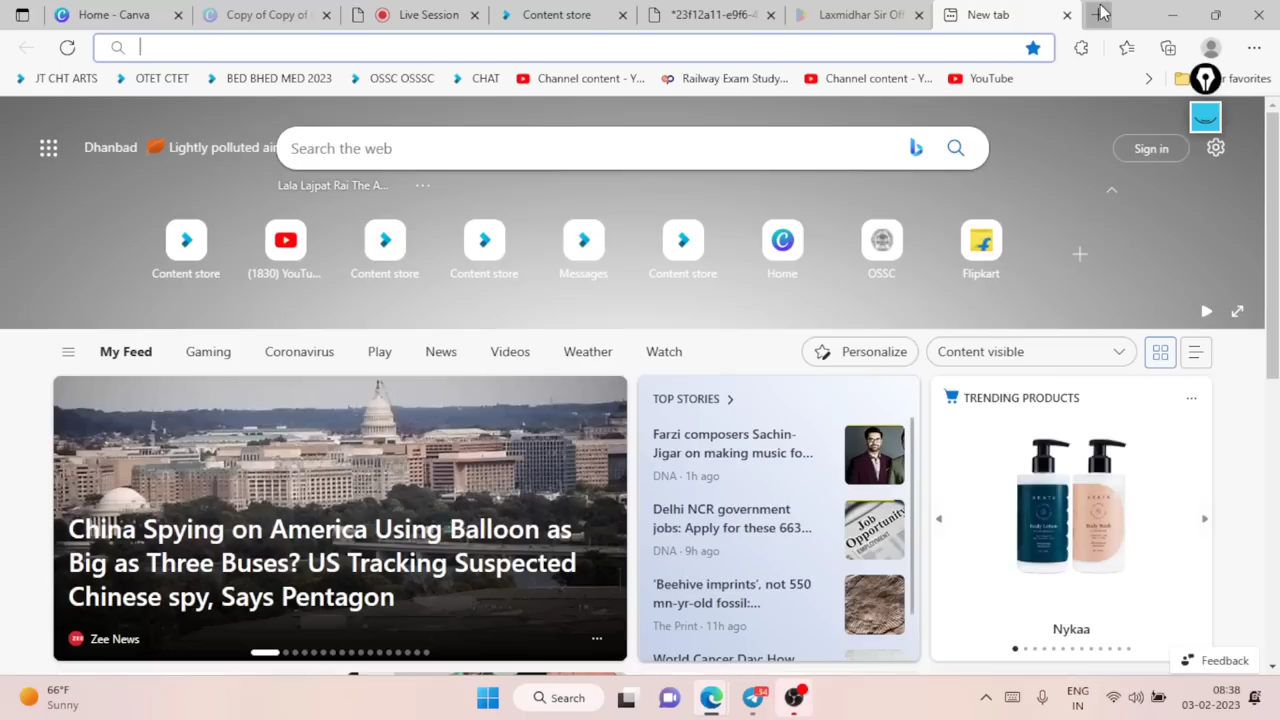 Home - Canva
Copy of Copy of
Live Session
Content store
*23f12a11-e9f6-4
Laxmidhar Sir Off
New tab
JT CHT ARTS
OTET CTET
BED BHED MED 2023
OSSC OSSSC
CHAT
Channel content - Y...
Railway Exam Study...
Channel content - Y...
YouTube
r favorites
Dhanbad
Lightly polluted air
Search the web
Sign in
Lala Lajpat Rai The A...
Content store
(1830) YouTu...
Content store
Content store
Messages
Content store
Home
OSSC
Flipkart
My Feed
Gaming
Coronavirus
Play
News
Videos
Weather
Watch
Personalize
Content visible
China Spying on America Using Balloon as
Big as Three Buses? US Tracking Suspected
Chinese spy, Says Pentagon
Zee News
TOP STORIES
Farzi composers Sachin-
Jigar on making music fo...
DNA · 1h ago
Delhi NCR government
jobs: Apply for these 663...
DNA · 9h ago
'Beehive imprints', not 550
mn-yr-old fossil:...
The Print · 11h ago
World Cancer Day: How
Job
Opportunity
TRENDING PRODUCTS
Nykaa
Feedback
66°F
Sunny
Search
54
ENG
IN
08:38
03-02-2023